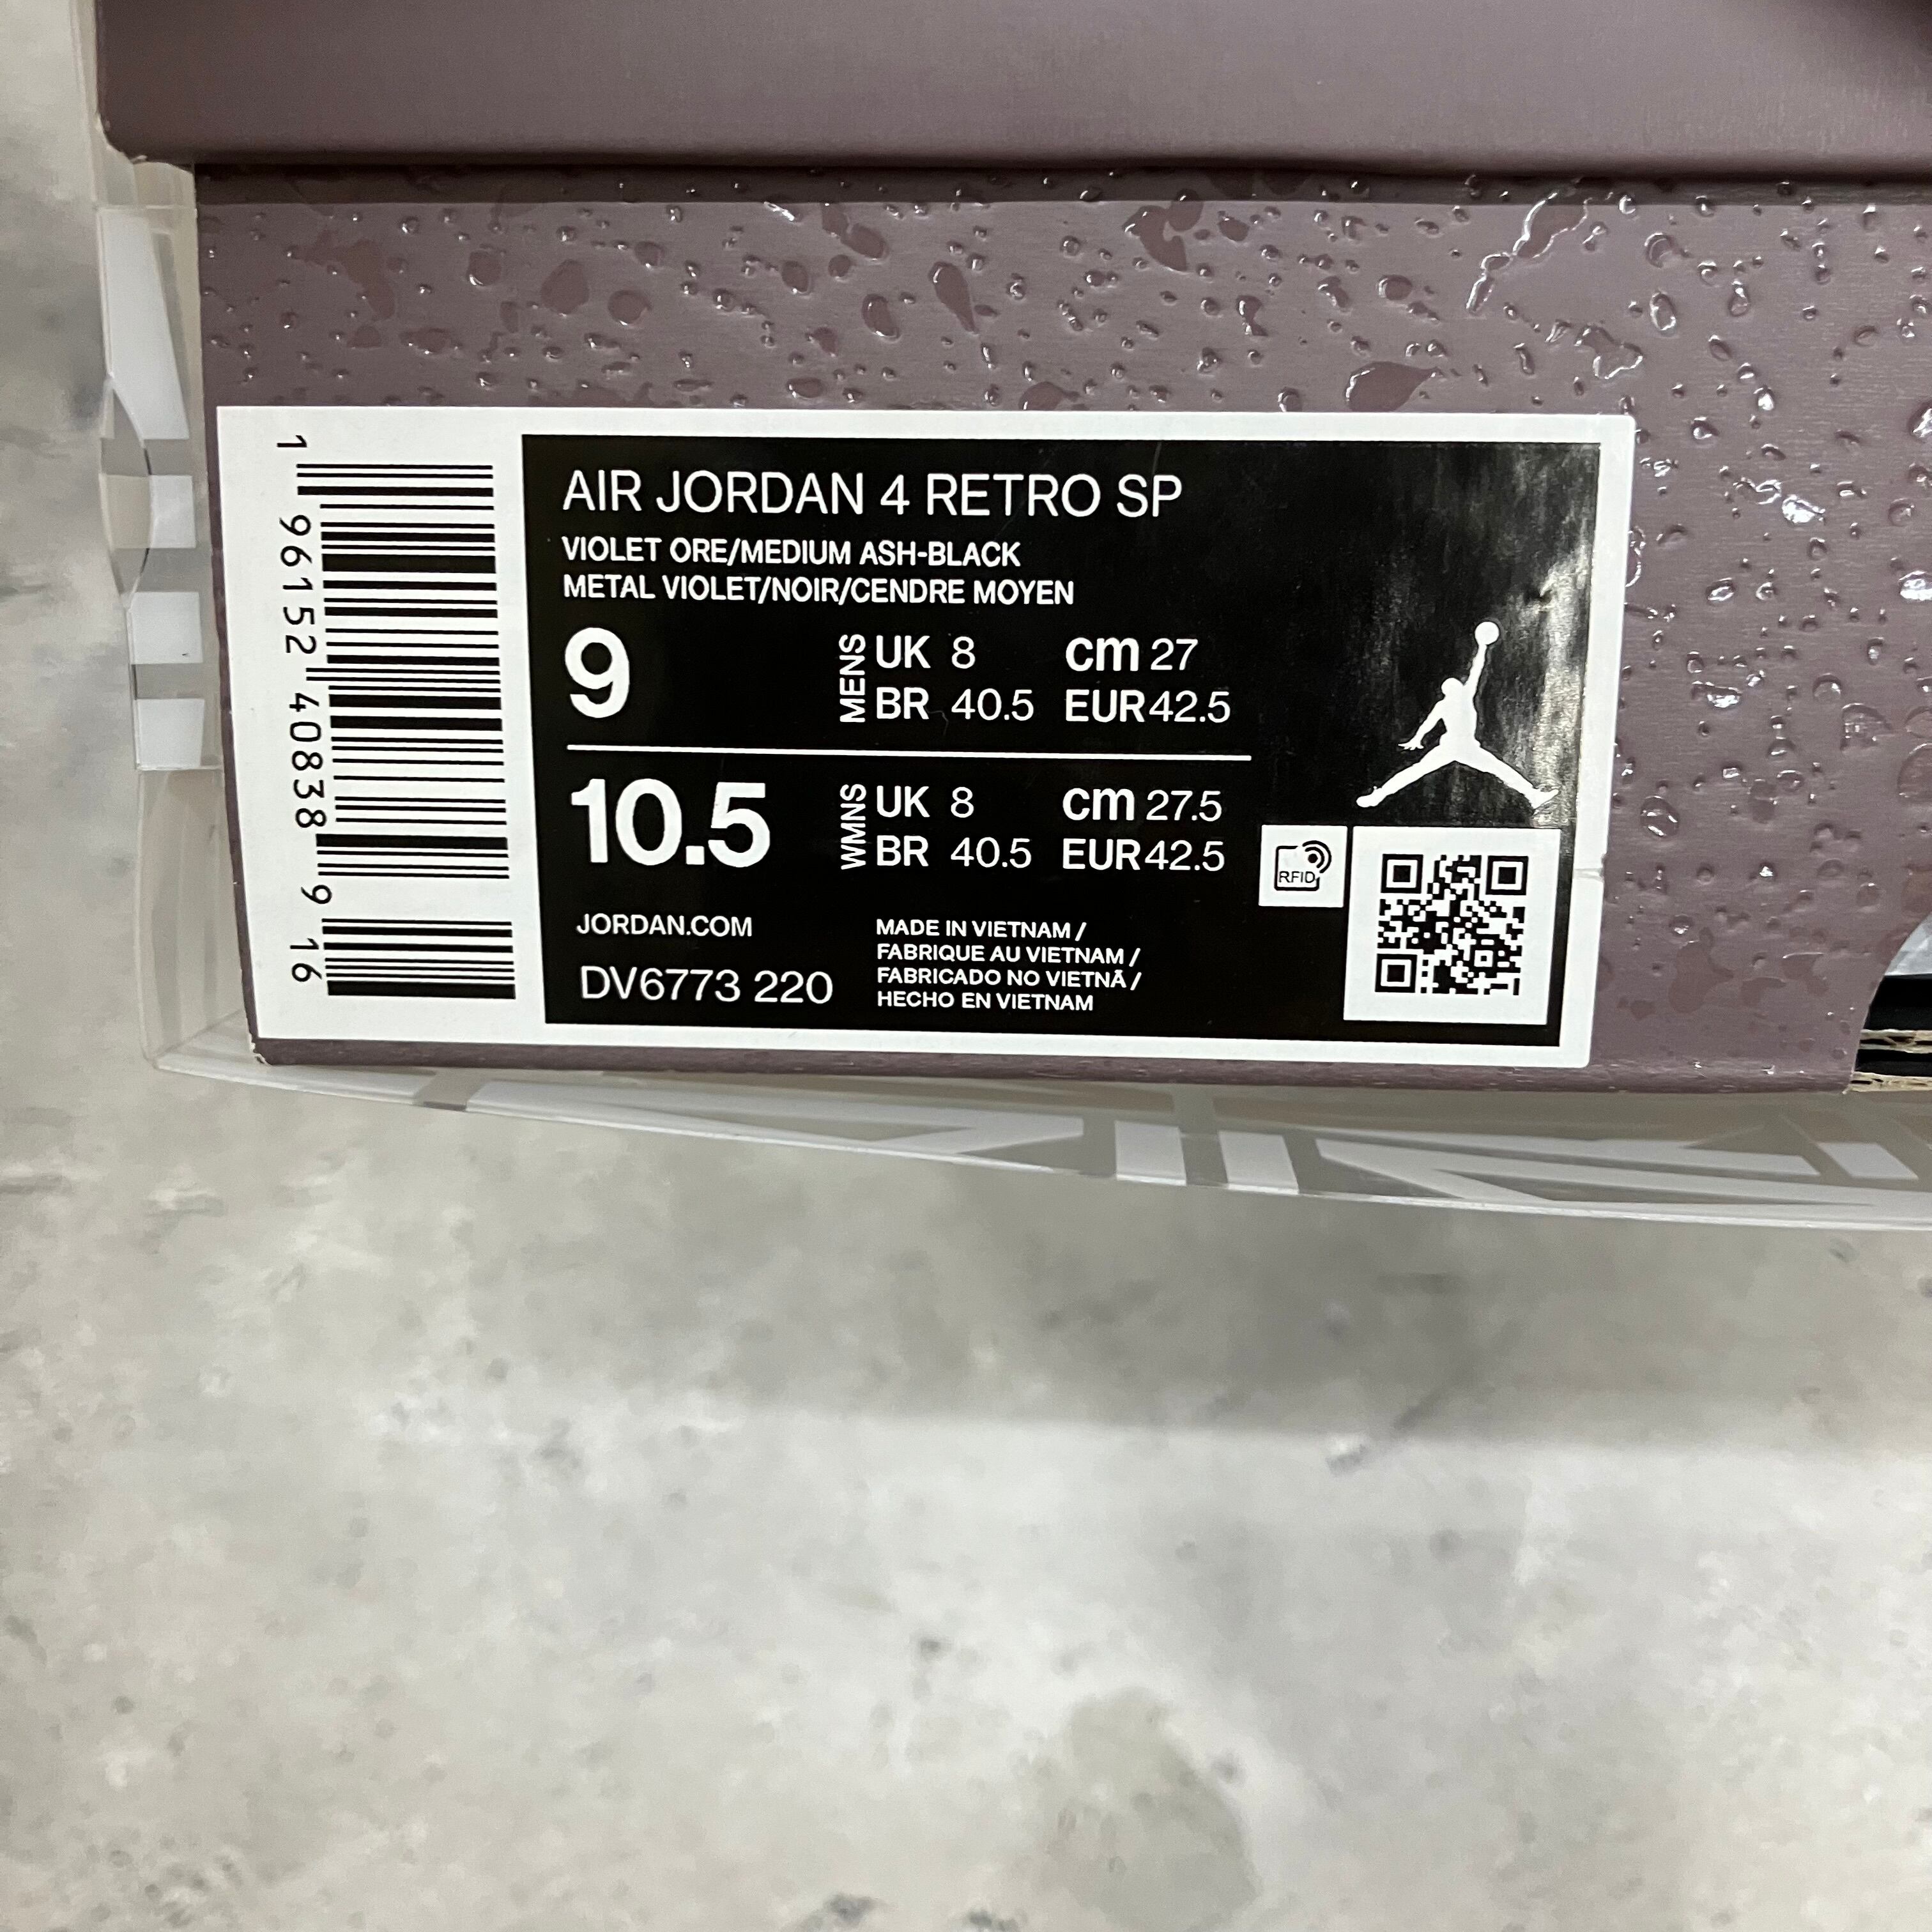 1 96152 40838 9 16
AIR JORDAN 4 RETRO SP
VIOLET ORE/MEDIUM ASH-BLACK
METAL VIOLET/NOIR/CENDRE MOYEN
9 MENS UK 8 cm 27
BR 40.5 EUR 42.5
10.5 WMNS UK 8 cm 27.5
BR 40.5 EUR 42.5
RFID
JORDAN.COM
DV6773 220
MADE IN VIETNAM /
FABRIQUE AU VIETNAM /
FABRICADO NO VIETNÃ /
HECHO EN VIETNAM